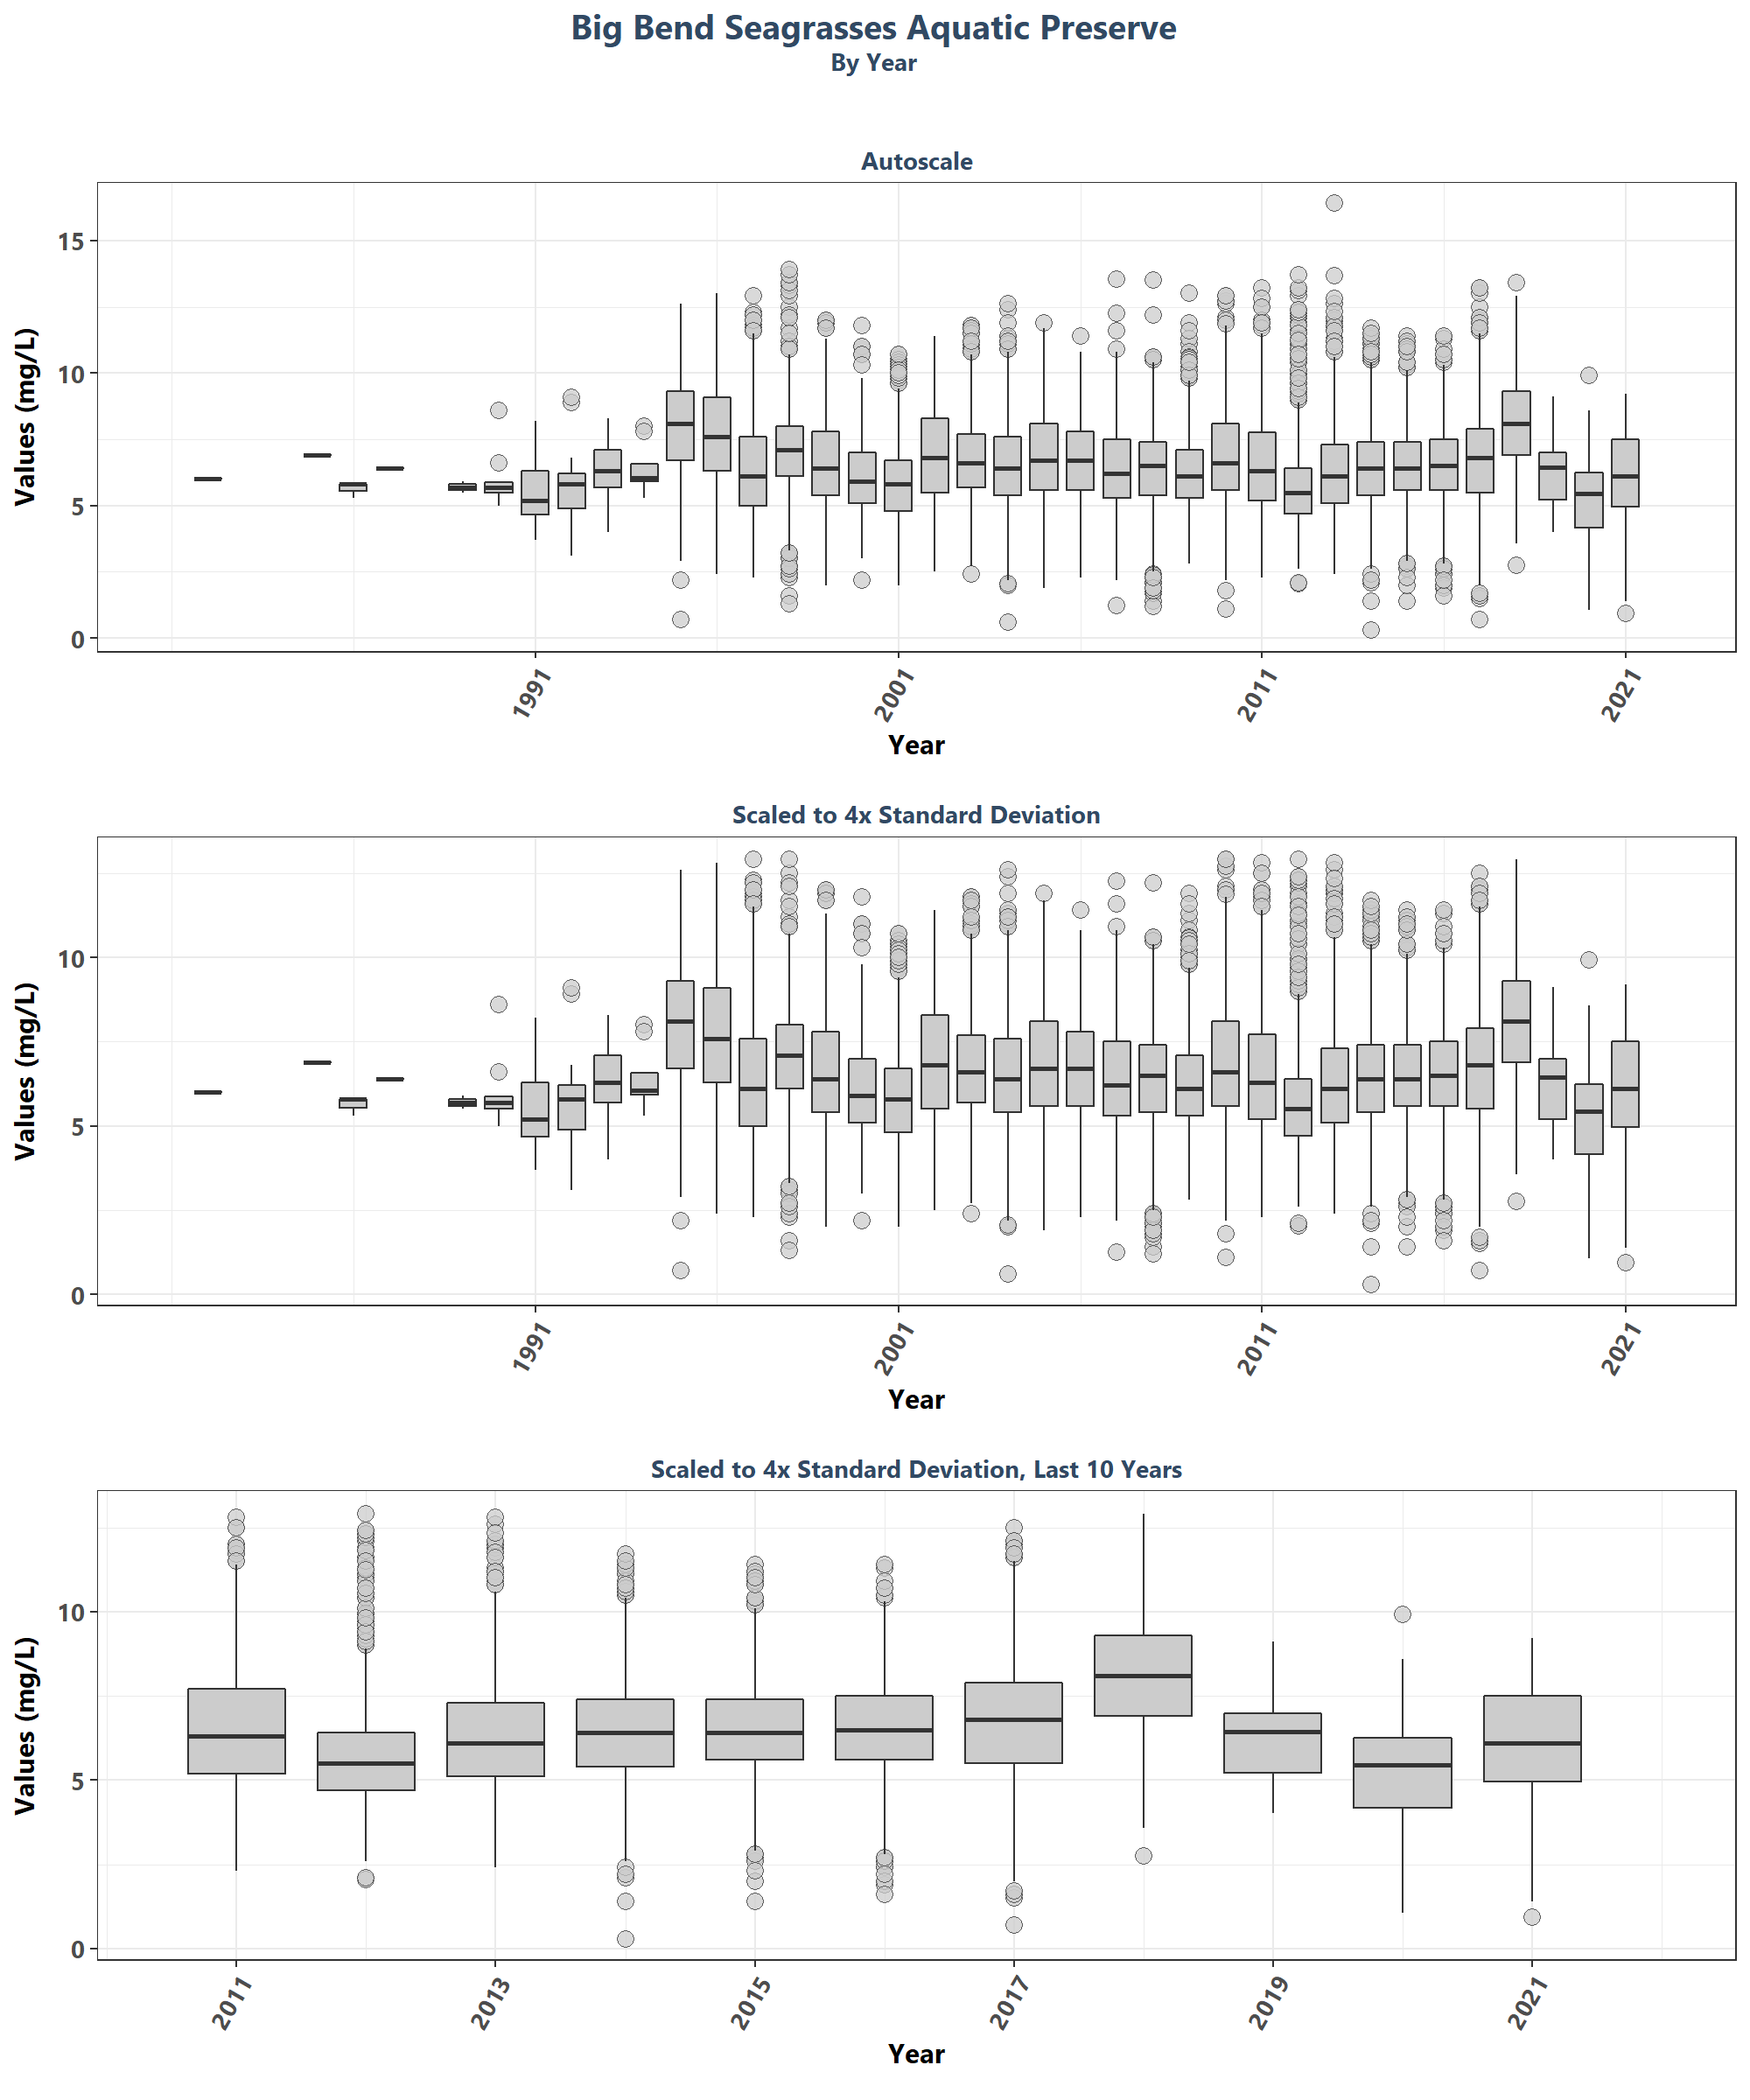 Big Bend Seagrasses Aquatic Preserve
By Year
Autoscale
Values (mg/L)
15
10
5
0
1991
2001
2011
2021
Year
Scaled to 4x Standard Deviation
Values (mg/L)
10
5
0
1991
2001
2011
2021
Year
Scaled to 4x Standard Deviation, Last 10 Years
Values (mg/L)
10
5
0
2011
2013
2015
2017
2019
2021
Year